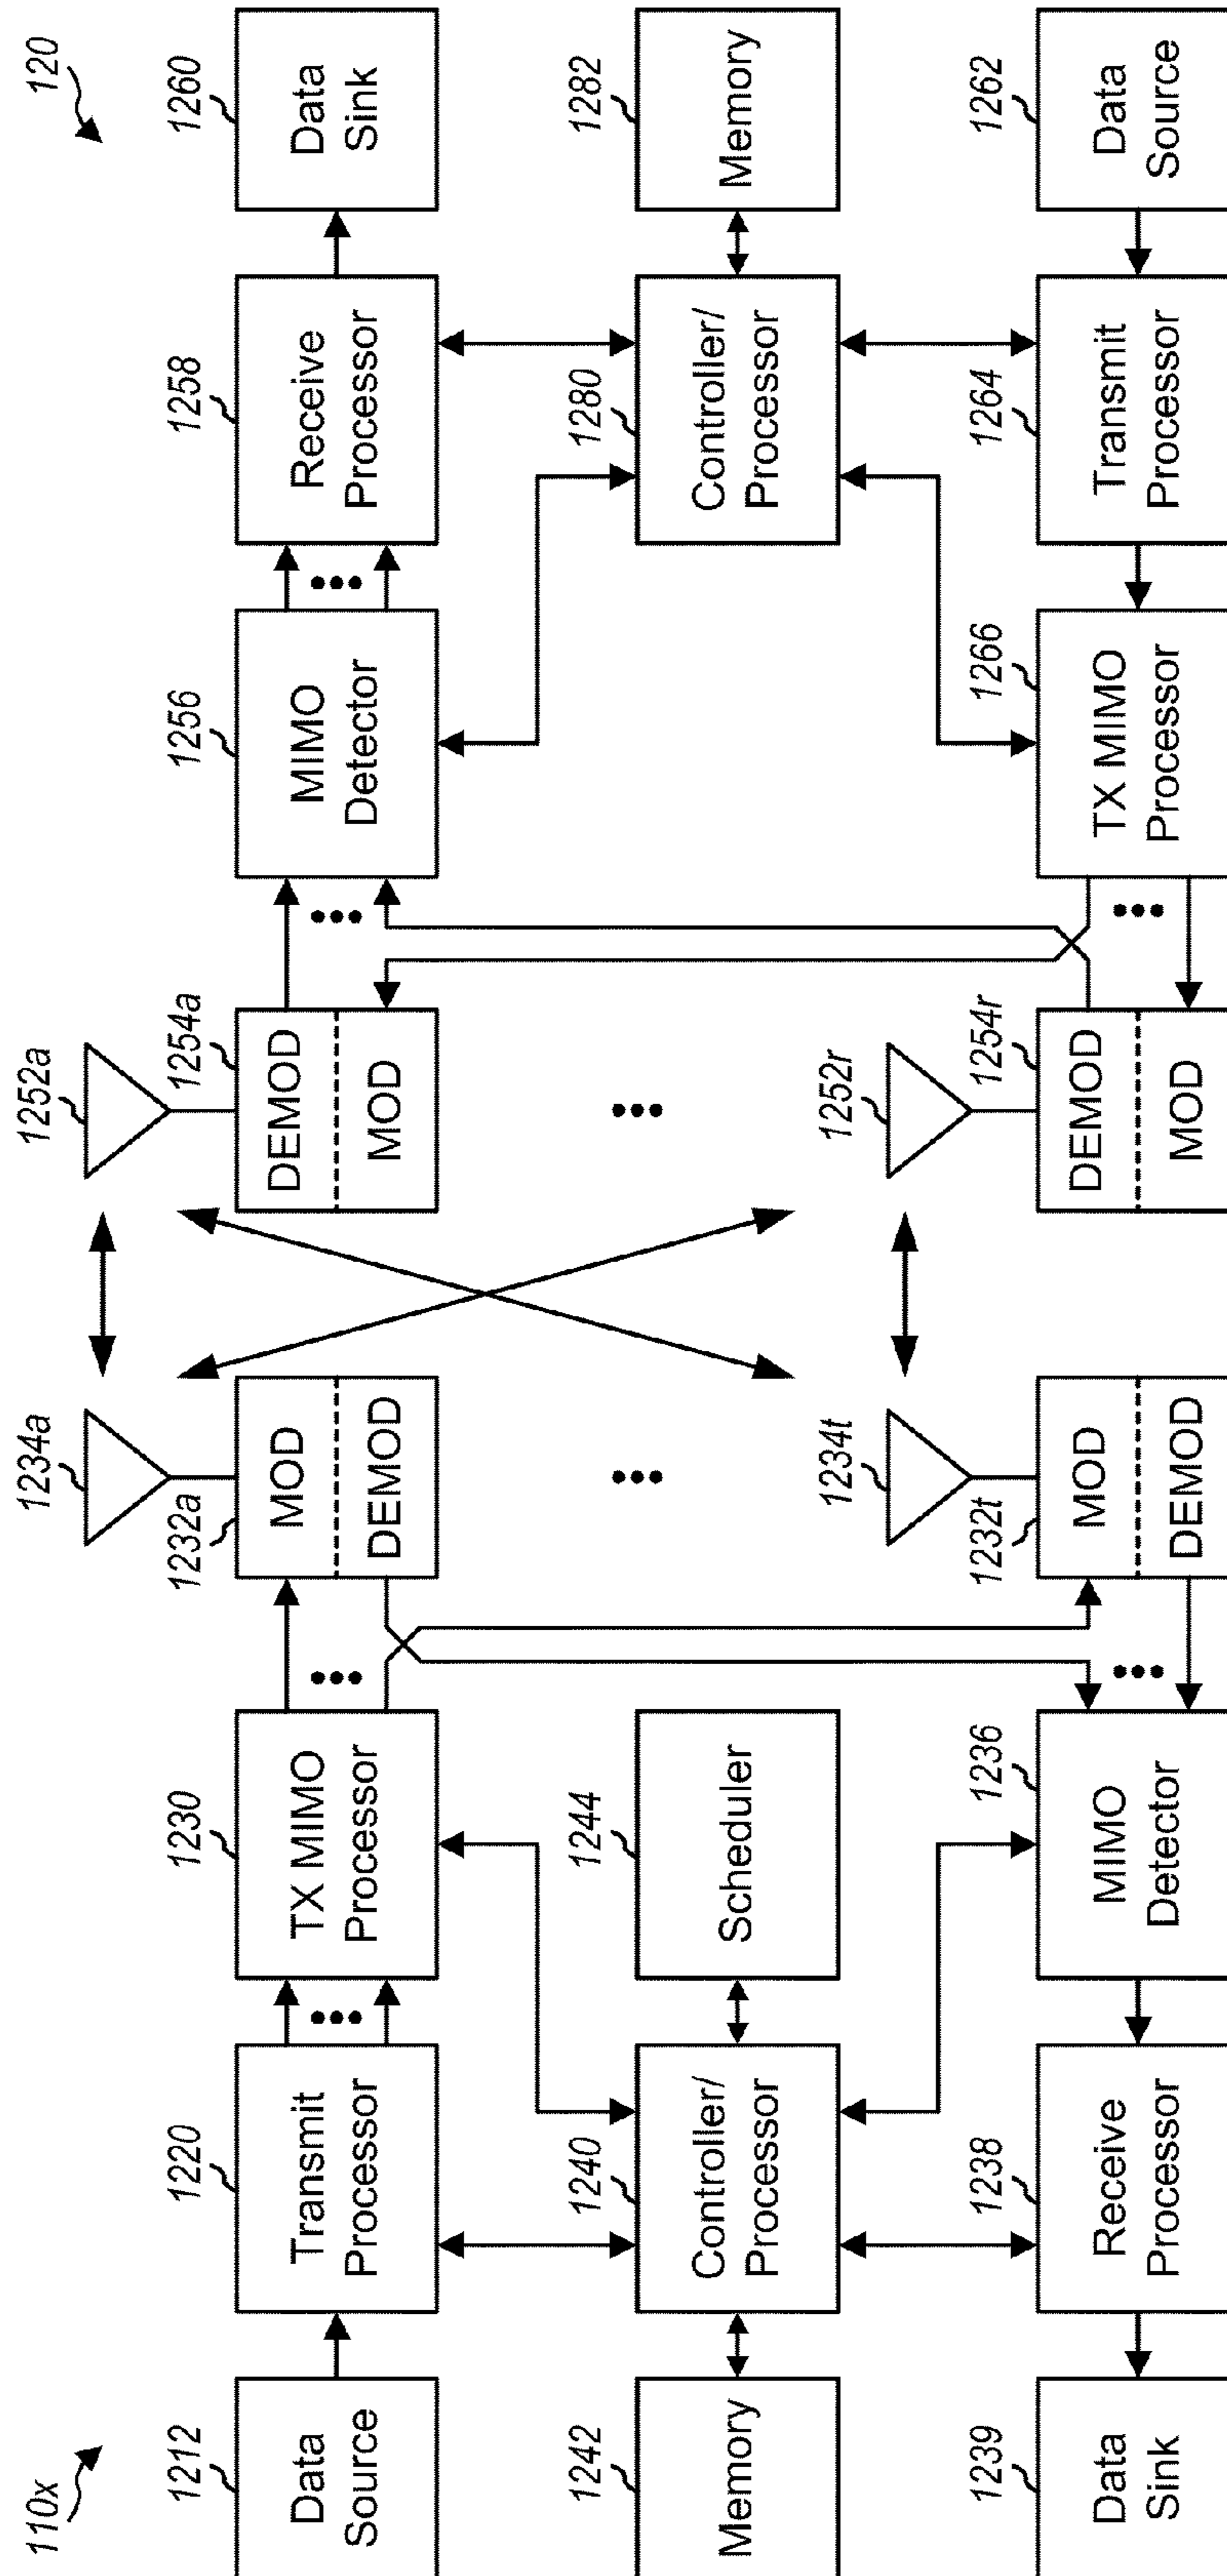 110x
120
1212
Data
Source
1220
Transmit
Processor
•••
1230
TX MIMO
Processor
•••
1232a
MOD
DEMOD
1234a
1252a
1254a
DEMOD
MOD
•••
1256
MIMO
Detector
•••
1258
Receive
Processor
1260
Data
Sink
1242
Memory
1240
Controller/
Processor
1244
Scheduler
•••
•••
1280
Controller/
Processor
1282
Memory
1239
Data
Sink
1238
Receive
Processor
1236
MIMO
Detector
•••
1232t
MOD
DEMOD
1234t
1252r
1254r
DEMOD
MOD
•••
1266
TX MIMO
Processor
1264
Transmit
Processor
1262
Data
Source